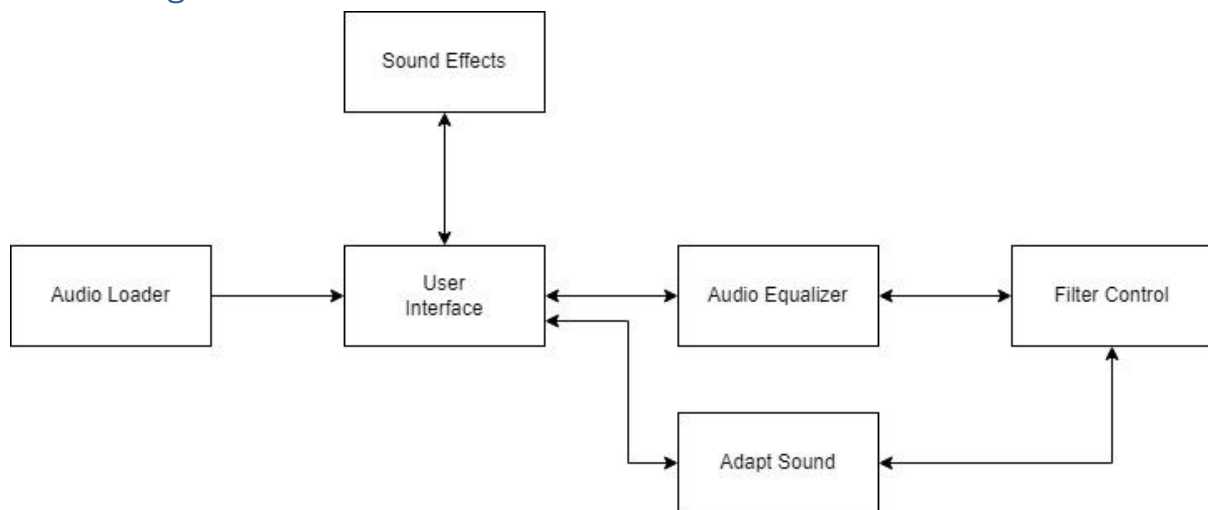 Sound Effects
Audio Loader
User
Interface
Audio Equalizer
Filter Control
Adapt Sound